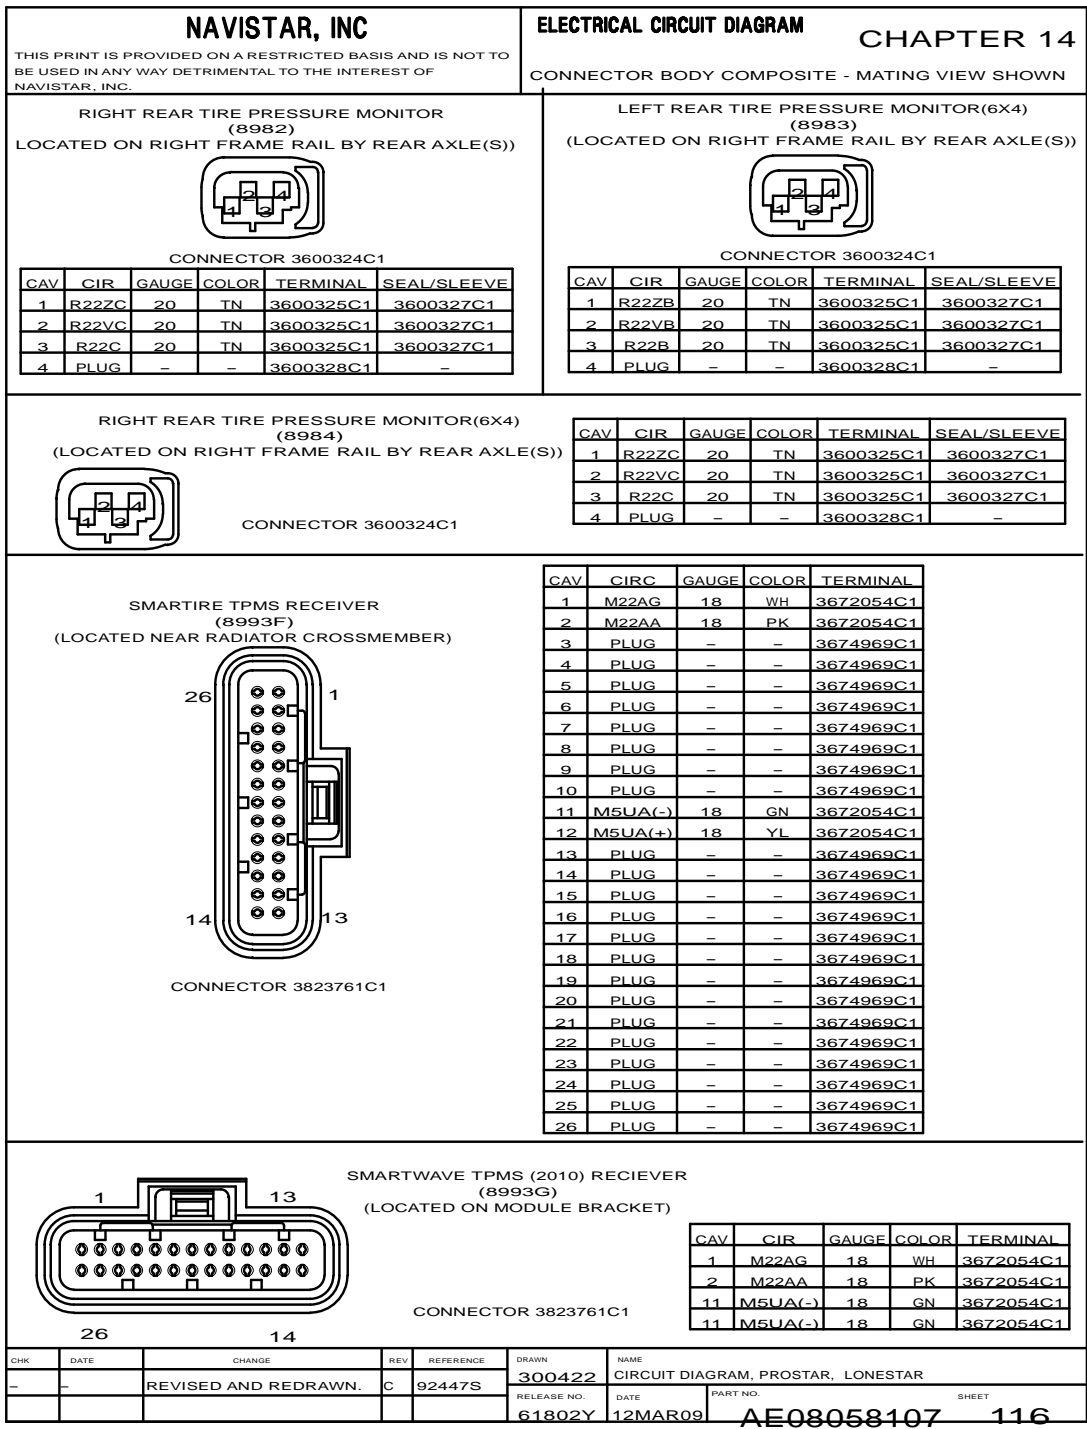 NAVISTAR, INC
THIS PRINT IS PROVIDED ON A RESTRICTED BASIS AND IS NOT TO
BE USED IN ANY WAY DETRIMENTAL TO THE INTEREST OF
NAVISTAR, INC.
ELECTRICAL CIRCUIT DIAGRAM
CHAPTER 14
CONNECTOR BODY COMPOSITE - MATING VIEW SHOWN
RIGHT REAR TIRE PRESSURE MONITOR
(8982)
LOCATED ON RIGHT FRAME RAIL BY REAR AXLE(S))
2 4
1 3
CONNECTOR 3600324C1
CAV CIR GAUGE COLOR TERMINAL SEAL/SLEEVE
1 R22ZC 20 TN 3600325C1 3600327C1
2 R22VC 20 TN 3600325C1 3600327C1
3 R22C 20 TN 3600325C1 3600327C1
4 PLUG – – 3600328C1 –
LEFT REAR TIRE PRESSURE MONITOR(6X4)
(8983)
(LOCATED ON RIGHT FRAME RAIL BY REAR AXLE(S))
2 4
1 3
CONNECTOR 3600324C1
CAV CIR GAUGE COLOR TERMINAL SEAL/SLEEVE
1 R22ZB 20 TN 3600325C1 3600327C1
2 R22VB 20 TN 3600325C1 3600327C1
3 R22B 20 TN 3600325C1 3600327C1
4 PLUG – – 3600328C1 –
RIGHT REAR TIRE PRESSURE MONITOR(6X4)
(8984)
(LOCATED ON RIGHT FRAME RAIL BY REAR AXLE(S))
2 4
1 3
CONNECTOR 3600324C1
CAV CIR GAUGE COLOR TERMINAL SEAL/SLEEVE
1 R22ZC 20 TN 3600325C1 3600327C1
2 R22VC 20 TN 3600325C1 3600327C1
3 R22C 20 TN 3600325C1 3600327C1
4 PLUG – – 3600328C1 –
SMARTIRE TPMS RECEIVER
(8993F)
(LOCATED NEAR RADIATOR CROSSMEMBER)
26 1
14 13
CONNECTOR 3823761C1
CAV CIRC GAUGE COLOR TERMINAL
1 M22AG 18 WH 3672054C1
2 M22AA 18 PK 3672054C1
3 PLUG – – 3674969C1
4 PLUG – – 3674969C1
5 PLUG – – 3674969C1
6 PLUG – – 3674969C1
7 PLUG – – 3674969C1
8 PLUG – – 3674969C1
9 PLUG – – 3674969C1
10 PLUG – – 3674969C1
11 M5UA(-) 18 GN 3672054C1
12 M5UA(+) 18 YL 3672054C1
13 PLUG – – 3674969C1
14 PLUG – – 3674969C1
15 PLUG – – 3674969C1
16 PLUG – – 3674969C1
17 PLUG – – 3674969C1
18 PLUG – – 3674969C1
19 PLUG – – 3674969C1
20 PLUG – – 3674969C1
21 PLUG – – 3674969C1
22 PLUG – – 3674969C1
23 PLUG – – 3674969C1
24 PLUG – – 3674969C1
25 PLUG – – 3674969C1
26 PLUG – – 3674969C1
SMARTWAVE TPMS (2010) RECIEVER
(8993G)
(LOCATED ON MODULE BRACKET)
1 13
26 14
CONNECTOR 3823761C1
CAV CIR GAUGE COLOR TERMINAL
1 M22AG 18 WH 3672054C1
2 M22AA 18 PK 3672054C1
11 M5UA(-) 18 GN 3672054C1
11 M5UA(-) 18 GN 3672054C1
CHK DATE CHANGE REV REFERENCE
– – REVISED AND REDRAWN. C 92447S
DRAWN
300422
NAME
CIRCUIT DIAGRAM, PROSTAR, LONESTAR
RELEASE NO.
61802Y
DATE
12MAR09
PART NO.
AE08058107
SHEET
116